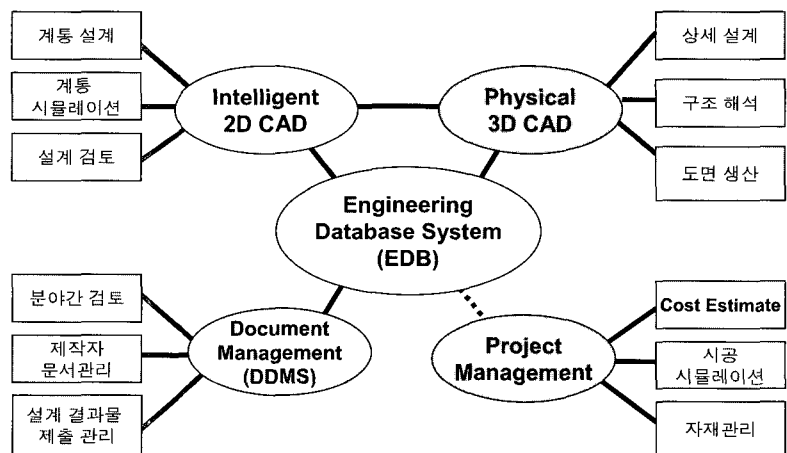 계통 설계
계통
시뮬레이션
설계 검토
Intelligent
2D CAD
Physical
3D CAD
상세 설계
구조 해석
도면 생산
Engineering
Database System
(EDB)
분야간 검토
제작자
문서관리
설계 결과물
제출 관리
Document
Management
(DDMS)
Project
Management
Cost Estimate
시공
시뮬레이션
자재관리